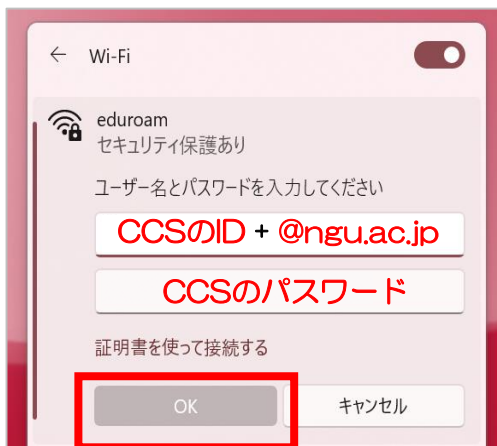 Wi-Fi
eduroam
セキュリティ保護あり
ユーザー名とパスワードを入力してください
CCSのID + @ngu.ac.jp
CCSのパスワード
証明書を使って接続する
OK キャンセル